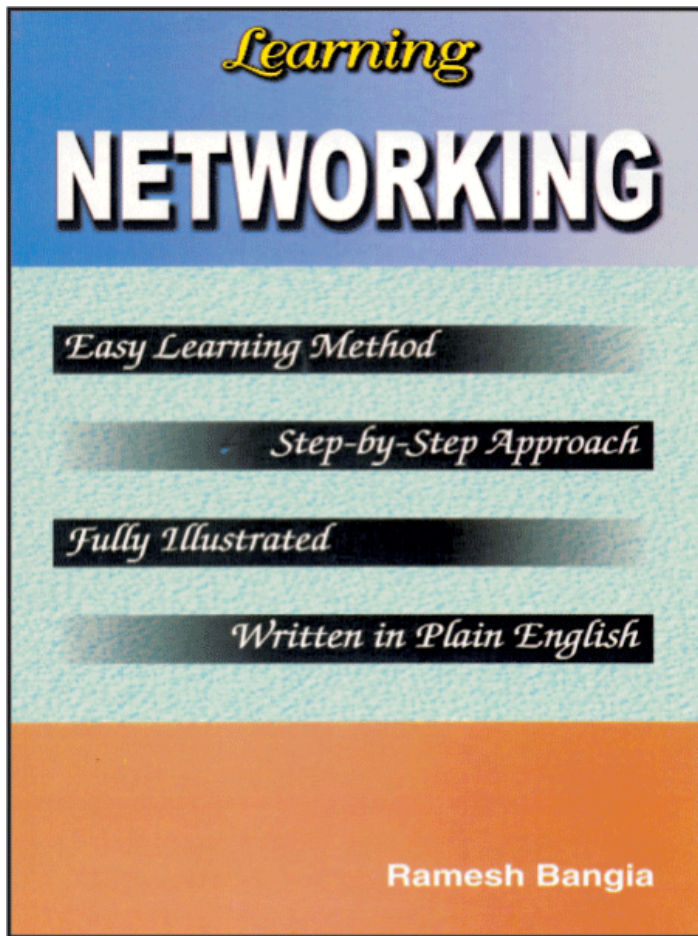 Learning
NETWORKING
Easy Learning Method
Step-by-Step Approach
Fully Illustrated
Written in Plain English
Ramesh Bangia